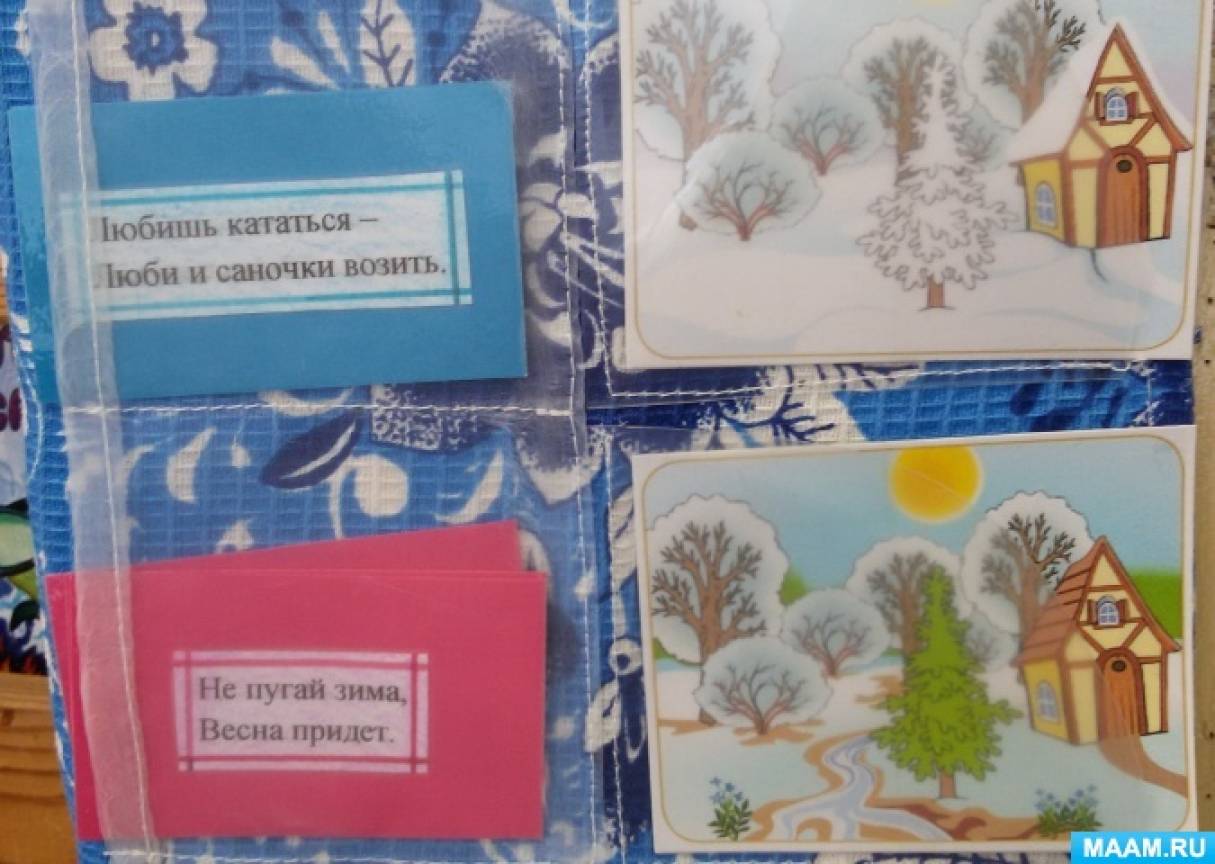 Любишь кататься –
Люби и саночки возить.
Не пугай зима,
Весна придет.
MAAM.RU